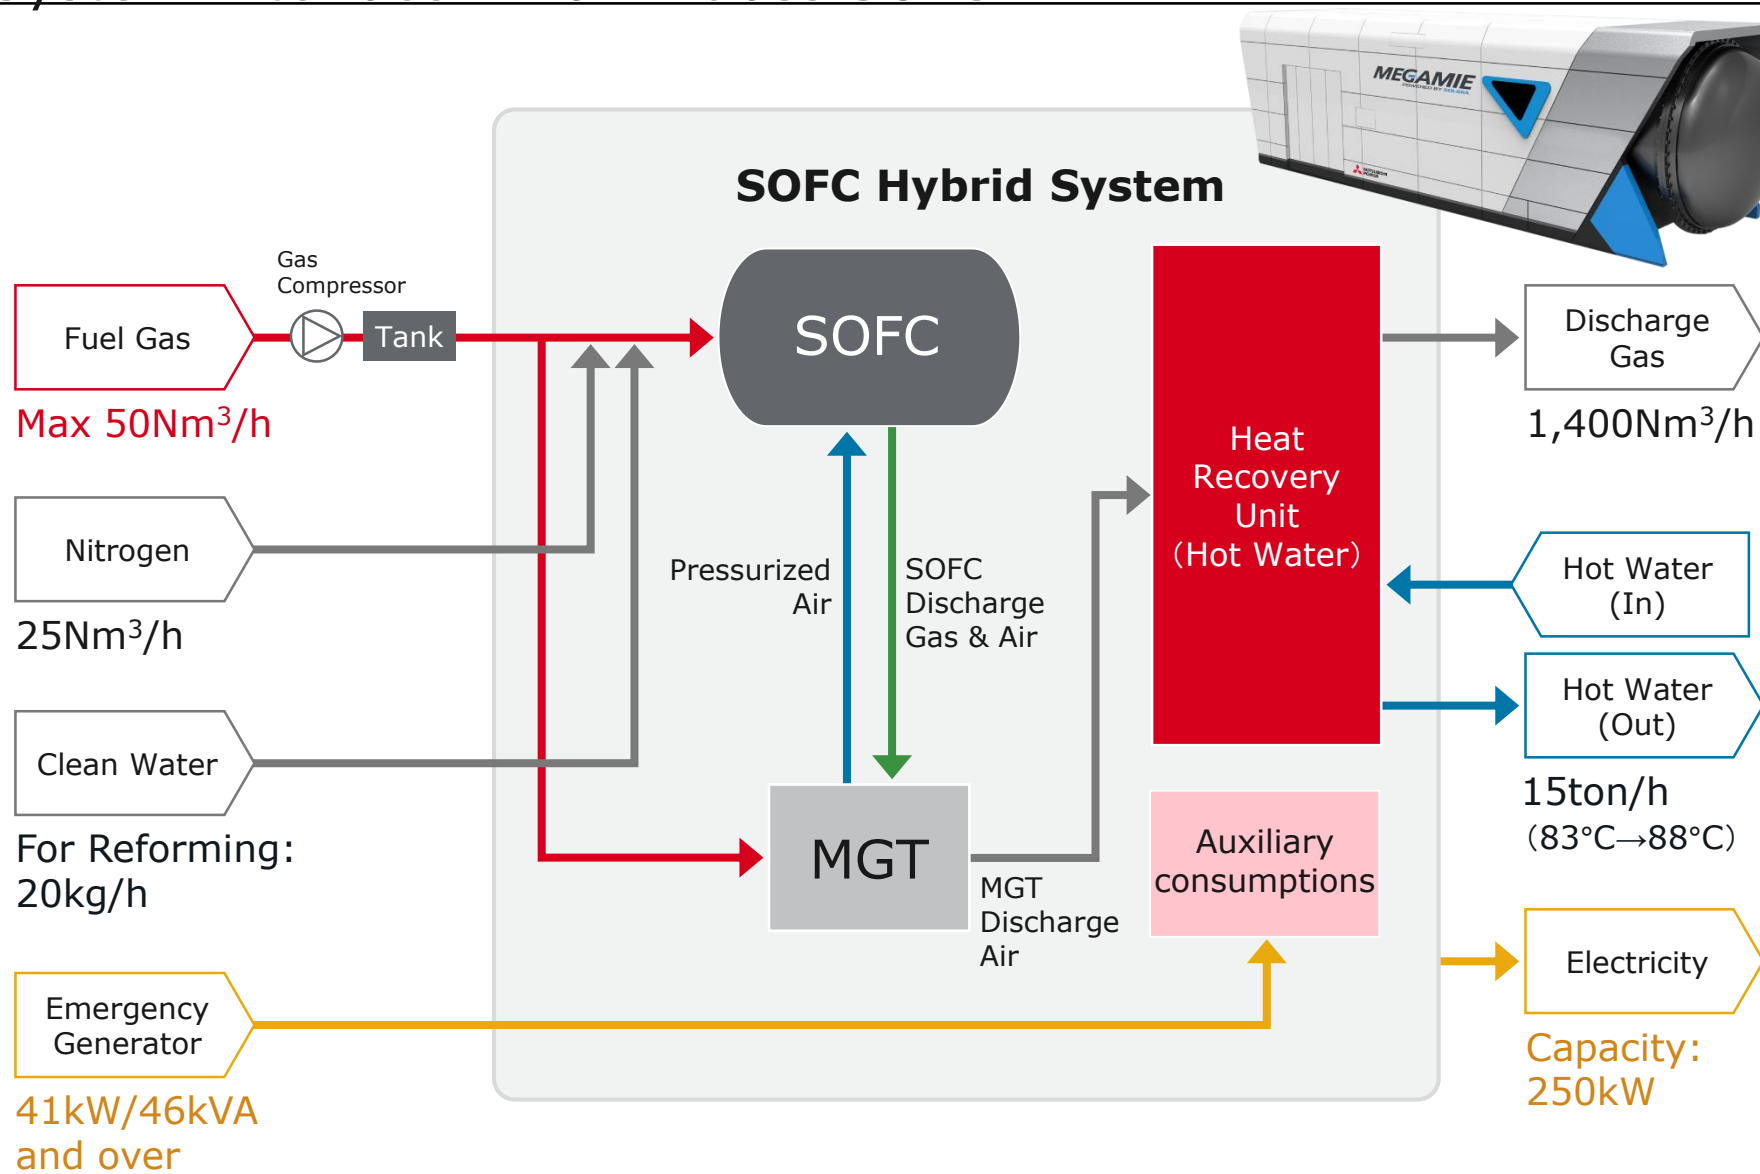 MEGAMIE
SOFC Hybrid System
Gas
Compressor
Fuel Gas
Tank
SOFC
Discharge
Gas
Max 50Nm³/h
1,400Nm³/h
Heat
Recovery
Unit
（Hot Water）
Nitrogen
25Nm³/h
Pressurized
Air
SOFC
Discharge
Gas & Air
Hot Water
(In)
Hot Water
(Out)
15ton/h
（83°C→88°C）
Clean Water
For Reforming:
20kg/h
MGT
MGT
Discharge
Air
Auxiliary
consumptions
Electricity
Capacity:
250kW
Emergency
Generator
41kW/46kVA
and over